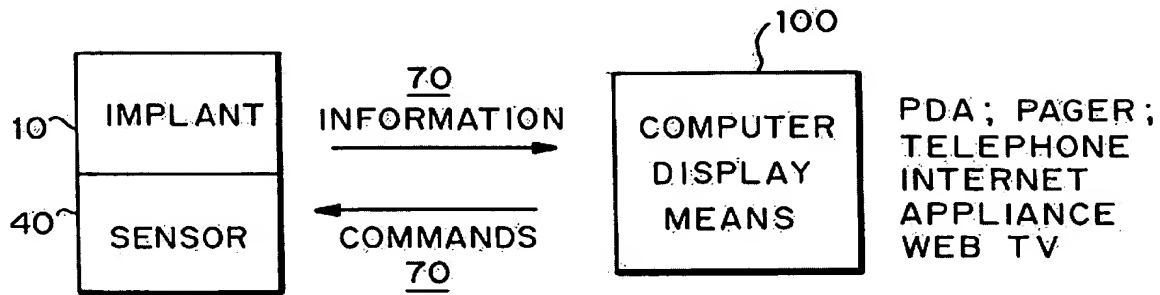 100
10
IMPLANT
40
SENSOR
70
INFORMATION
COMMANDS
70
COMPUTER
DISPLAY
MEANS
PDA; PAGER;
TELEPHONE
INTERNET
APPLIANCE
WEB TV